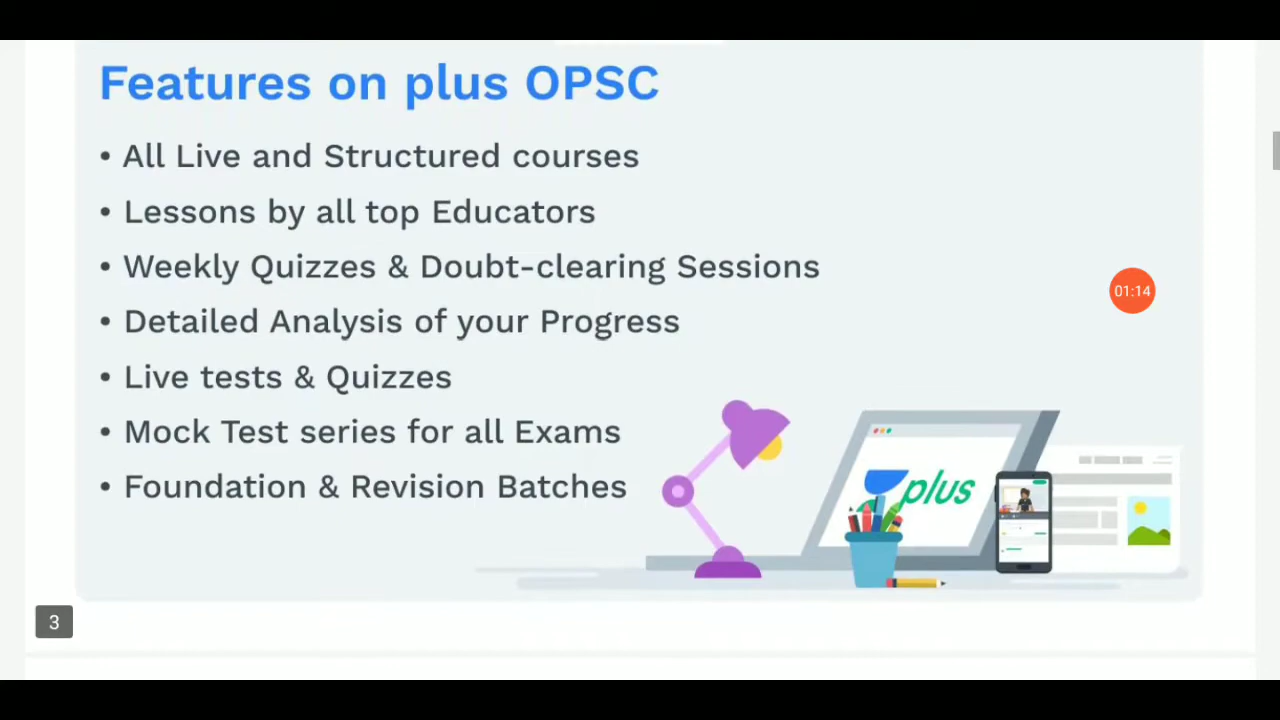 Features on plus OPSC
• All Live and Structured courses
• Lessons by all top Educators
• Weekly Quizzes & Doubt-clearing Sessions
• Detailed Analysis of your Progress
• Live tests & Quizzes
• Mock Test series for all Exams
• Foundation & Revision Batches
01:14
plus
3